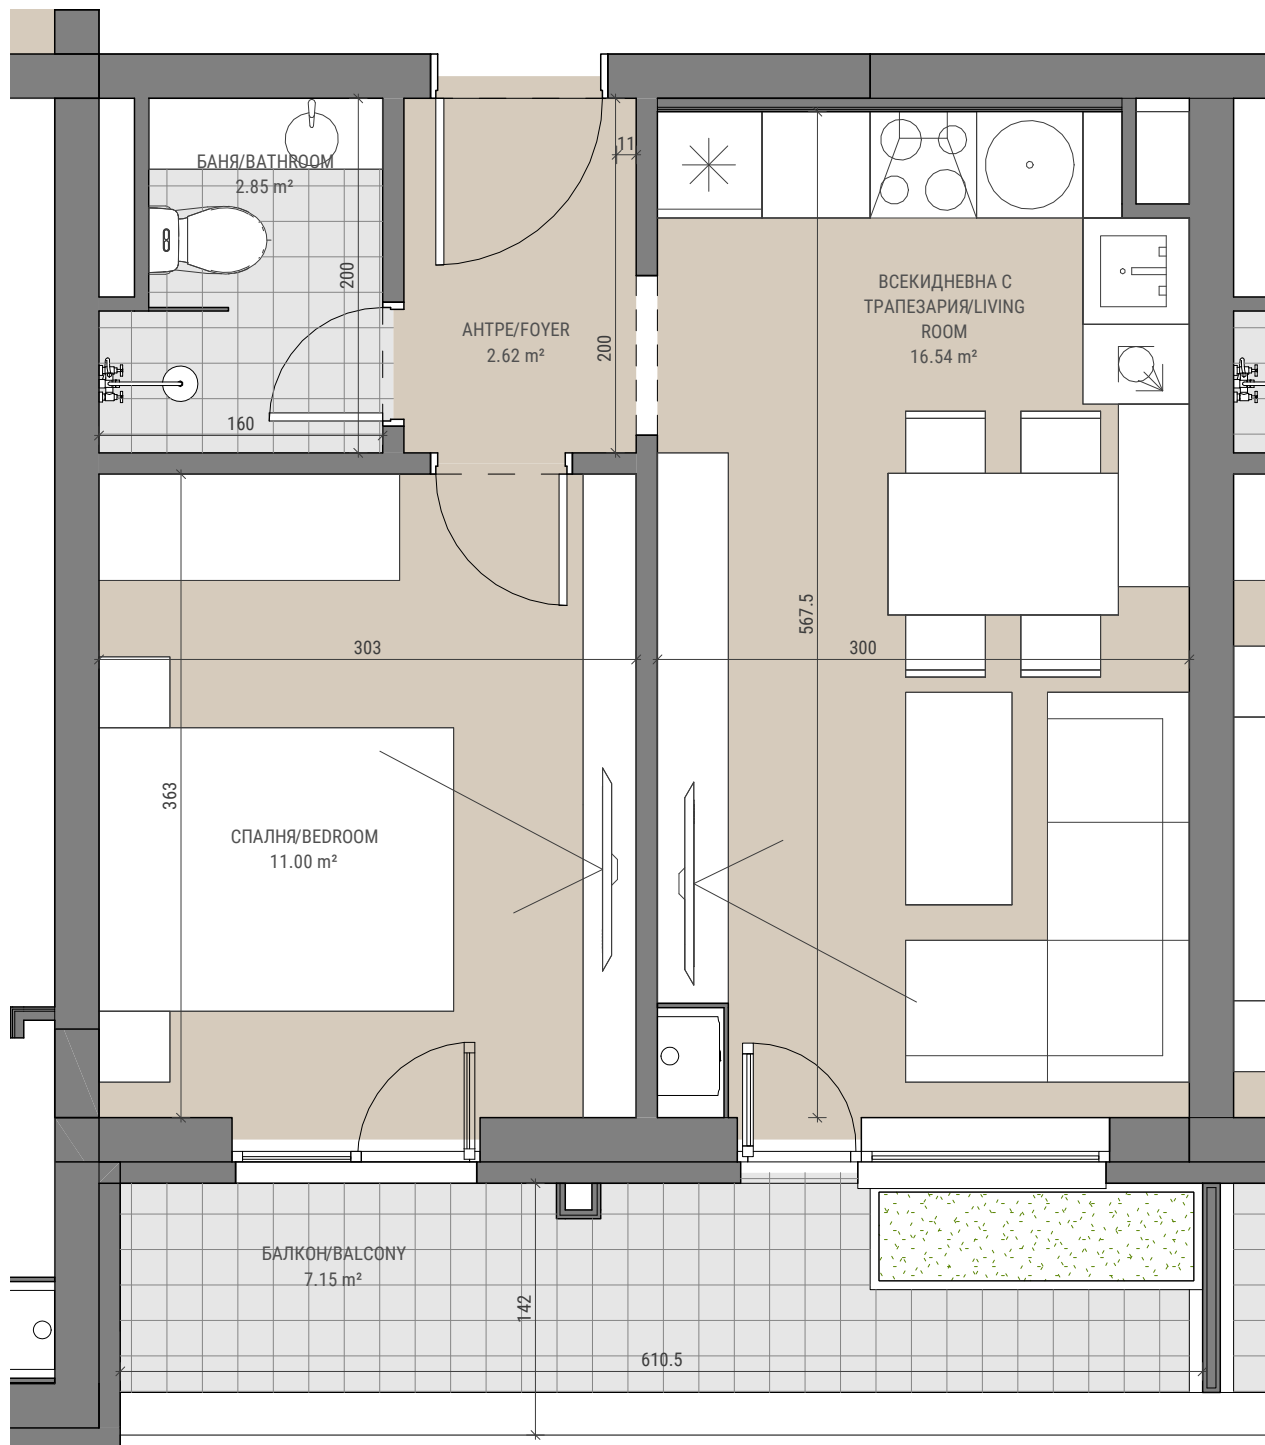 БАНЯ/BATHROOM
2.85 m²
11
200
200
160
АНТРЕ/FOYER
2.62 m²
ВСЕКИДНЕВНА С
ТРАПЕЗАРИЯ/LIVING
ROOM
16.54 m²
303
567.5
300
363
СПАЛНЯ/BEDROOM
11.00 m²
БАЛКОН/BALCONY
7.15 m²
142
610.5